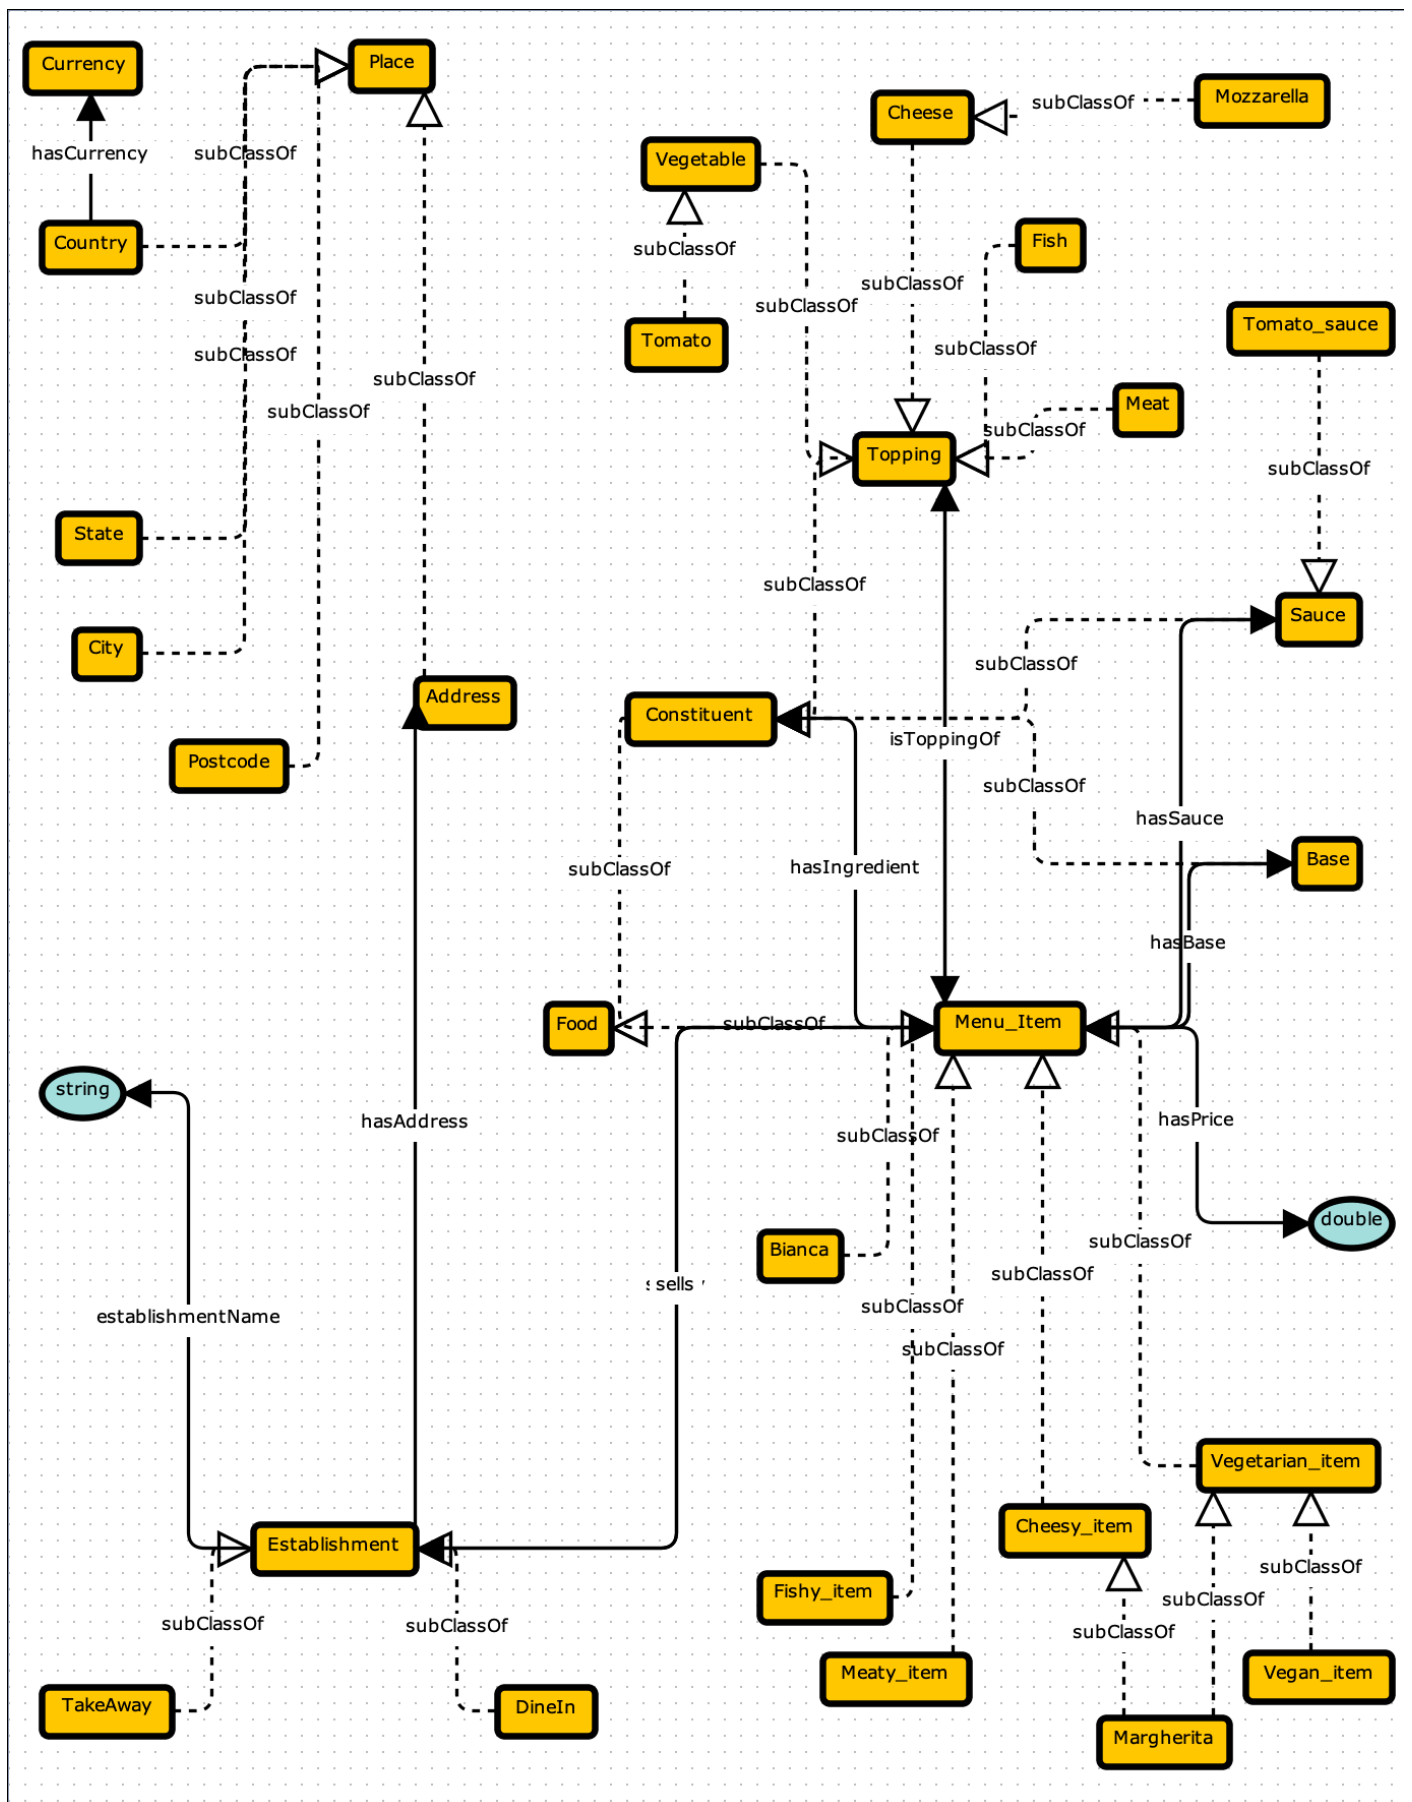 Currency
Place
Cheese
subClassOf
Mozzarella
hasCurrency
subClassOf
Vegetable
Country
subClassOf
Fish
subClassOf
subClassOf
subClassOf
subClassOf
Tomato_sauce
subClassOf
Tomato
subClassOf
subClassOf
subClassOf
Meat
subClassOf
Topping
subClassOf
State
subClassOf
Sauce
City
subClassOf
Address
Constituent
isToppingOf
Postcode
subClassOf
hasSauce
subClassOf
hasIngredient
Base
hasBase
Food
subClassOf
Menu_Item
string
hasAddress
subClassOf
hasPrice
double
Bianca
subClassOf
subClassOf
sells
subClassOf
establishmentName
subClassOf
Vegetarian_item
Establishment
Cheesy_item
subClassOf
Fishy_item
subClassOf
subClassOf
subClassOf
subClassOf
Meaty_item
Vegan_item
TakeAway
DineIn
Margherita